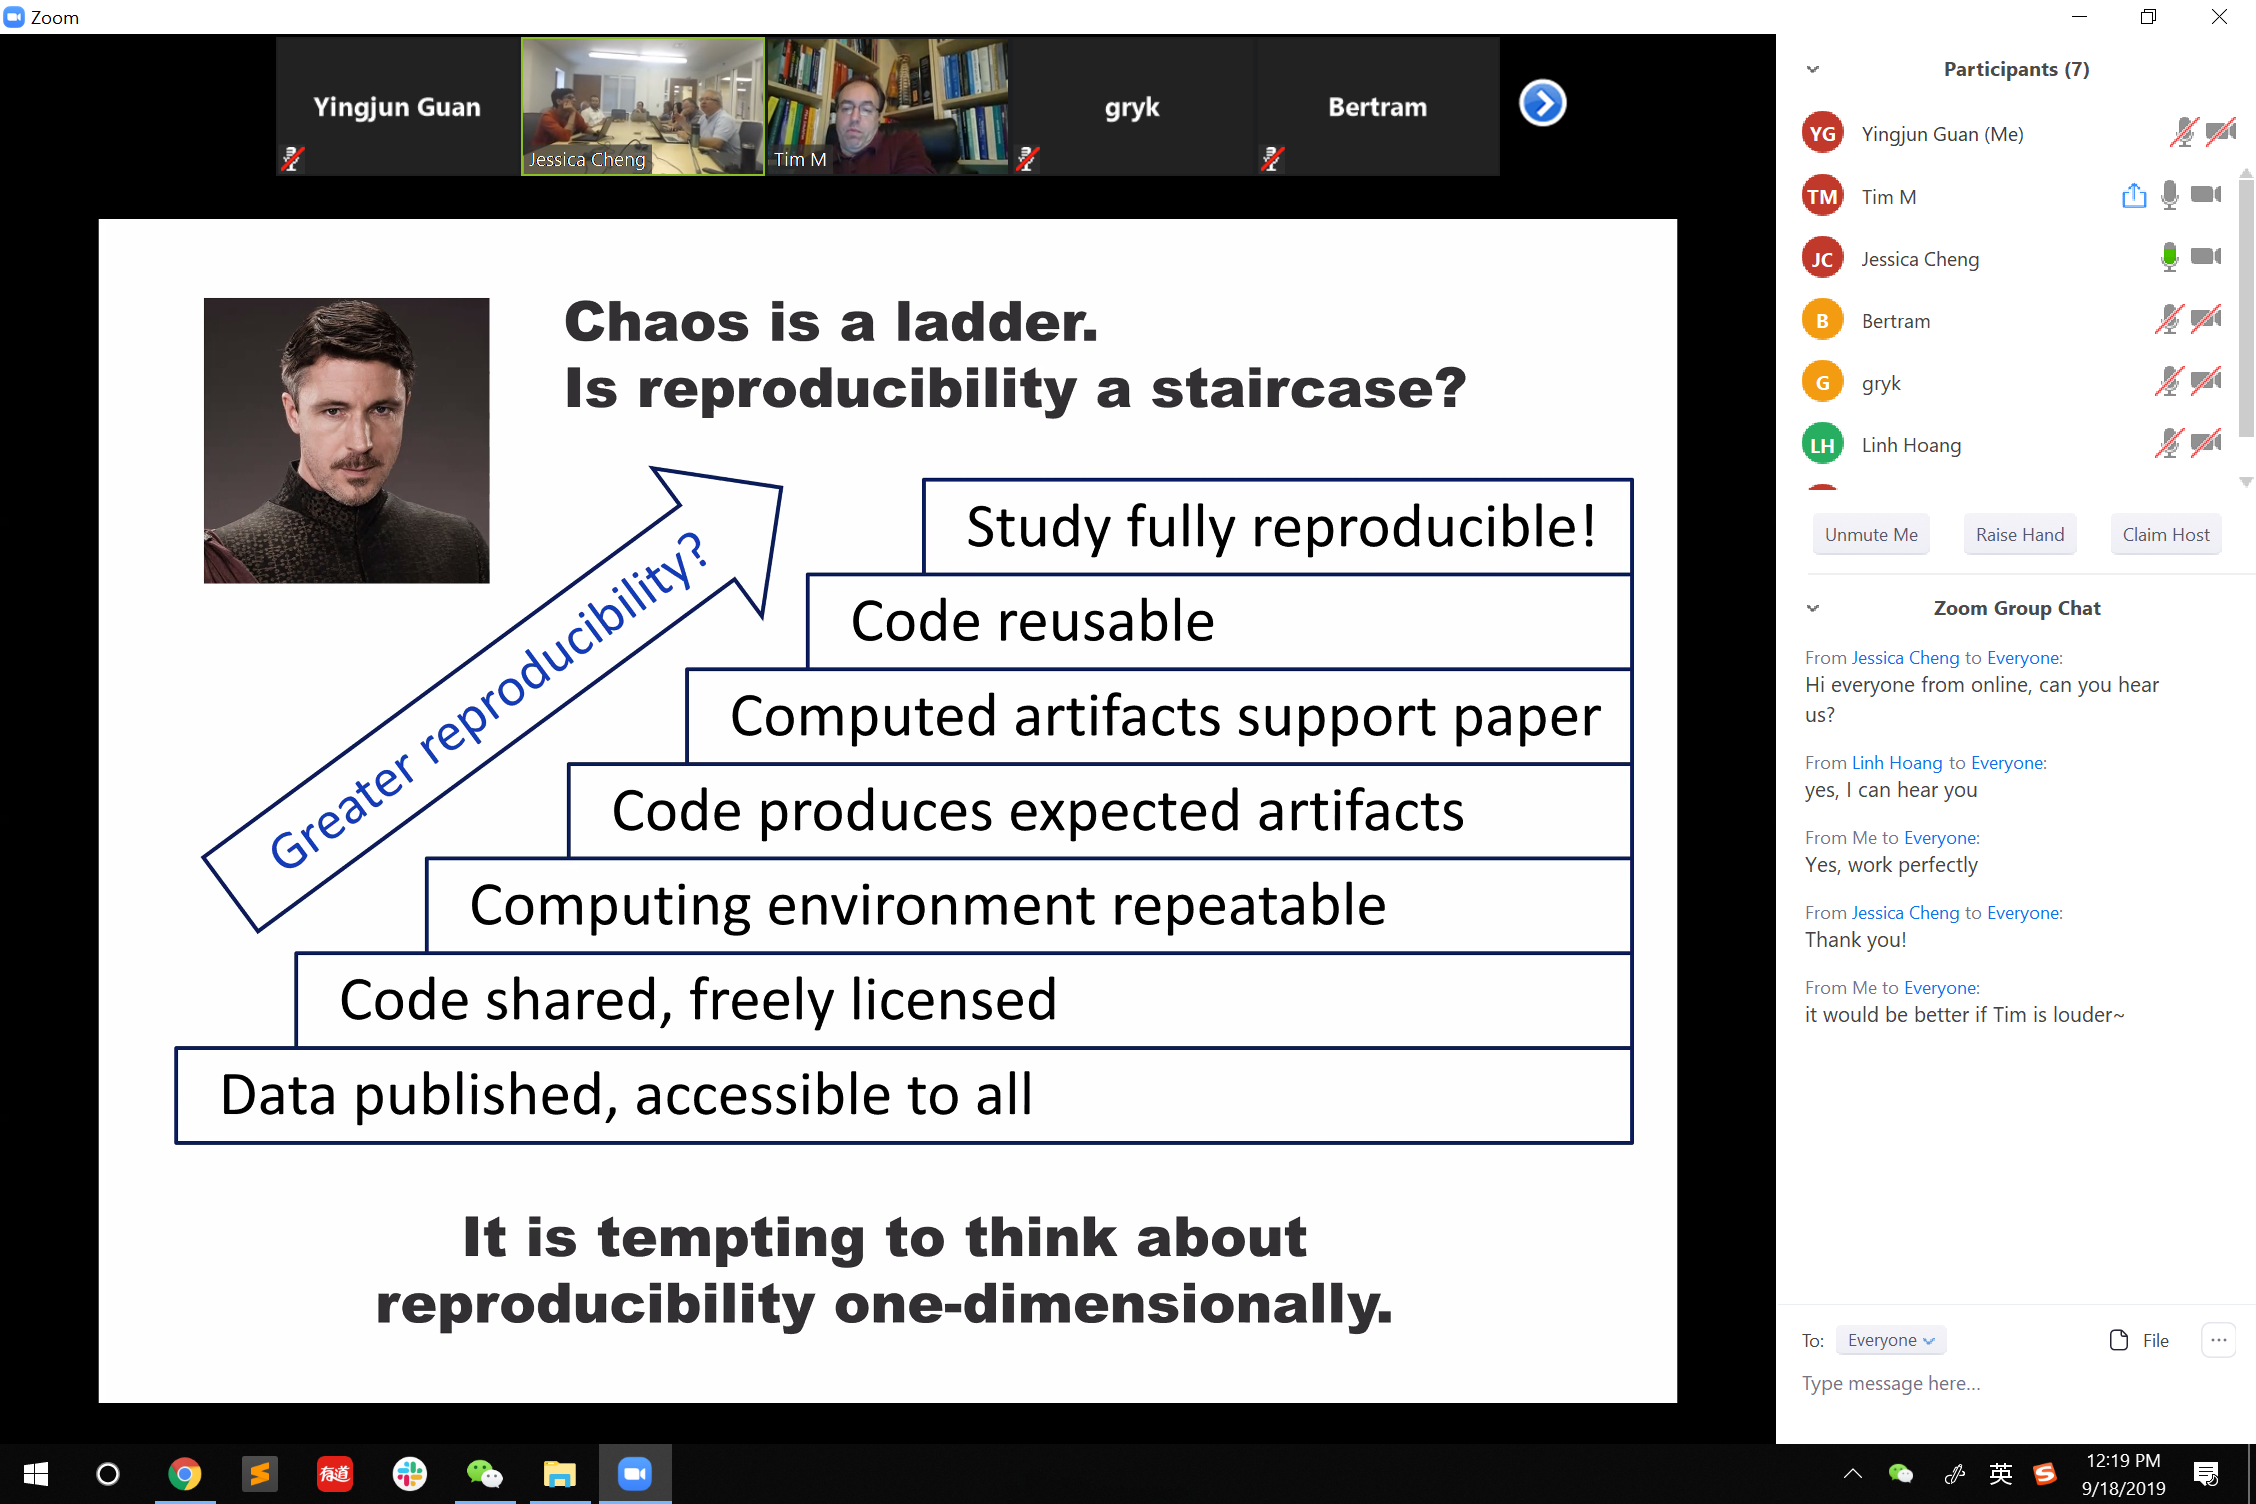 Zoom
Yingjun Guan
Jessica Cheng
Tim M
gryk
Bertram
Chaos is a ladder.
Is reproducibility a staircase?
Greater reproducibility?
Study fully reproducible!
Code reusable
Computed artifacts support paper
Code produces expected artifacts
Computing environment repeatable
Code shared, freely licensed
Data published, accessible to all
It is tempting to think about
reproducibility one-dimensionally.
Participants (7)
YG Yingjun Guan (Me)
TM Tim M
JC Jessica Cheng
B Bertram
G gryk
LH Linh Hoang
Unmute Me Raise Hand Claim Host
Zoom Group Chat
From Jessica Cheng to Everyone:
Hi everyone from online, can you hear
us?
From Linh Hoang to Everyone:
yes, I can hear you
From Me to Everyone:
Yes, work perfectly
From Jessica Cheng to Everyone:
Thank you!
From Me to Everyone:
it would be better if Tim is louder~
To: Everyone File
Type message here...
有道
英
S
12:19 PM
9/18/2019